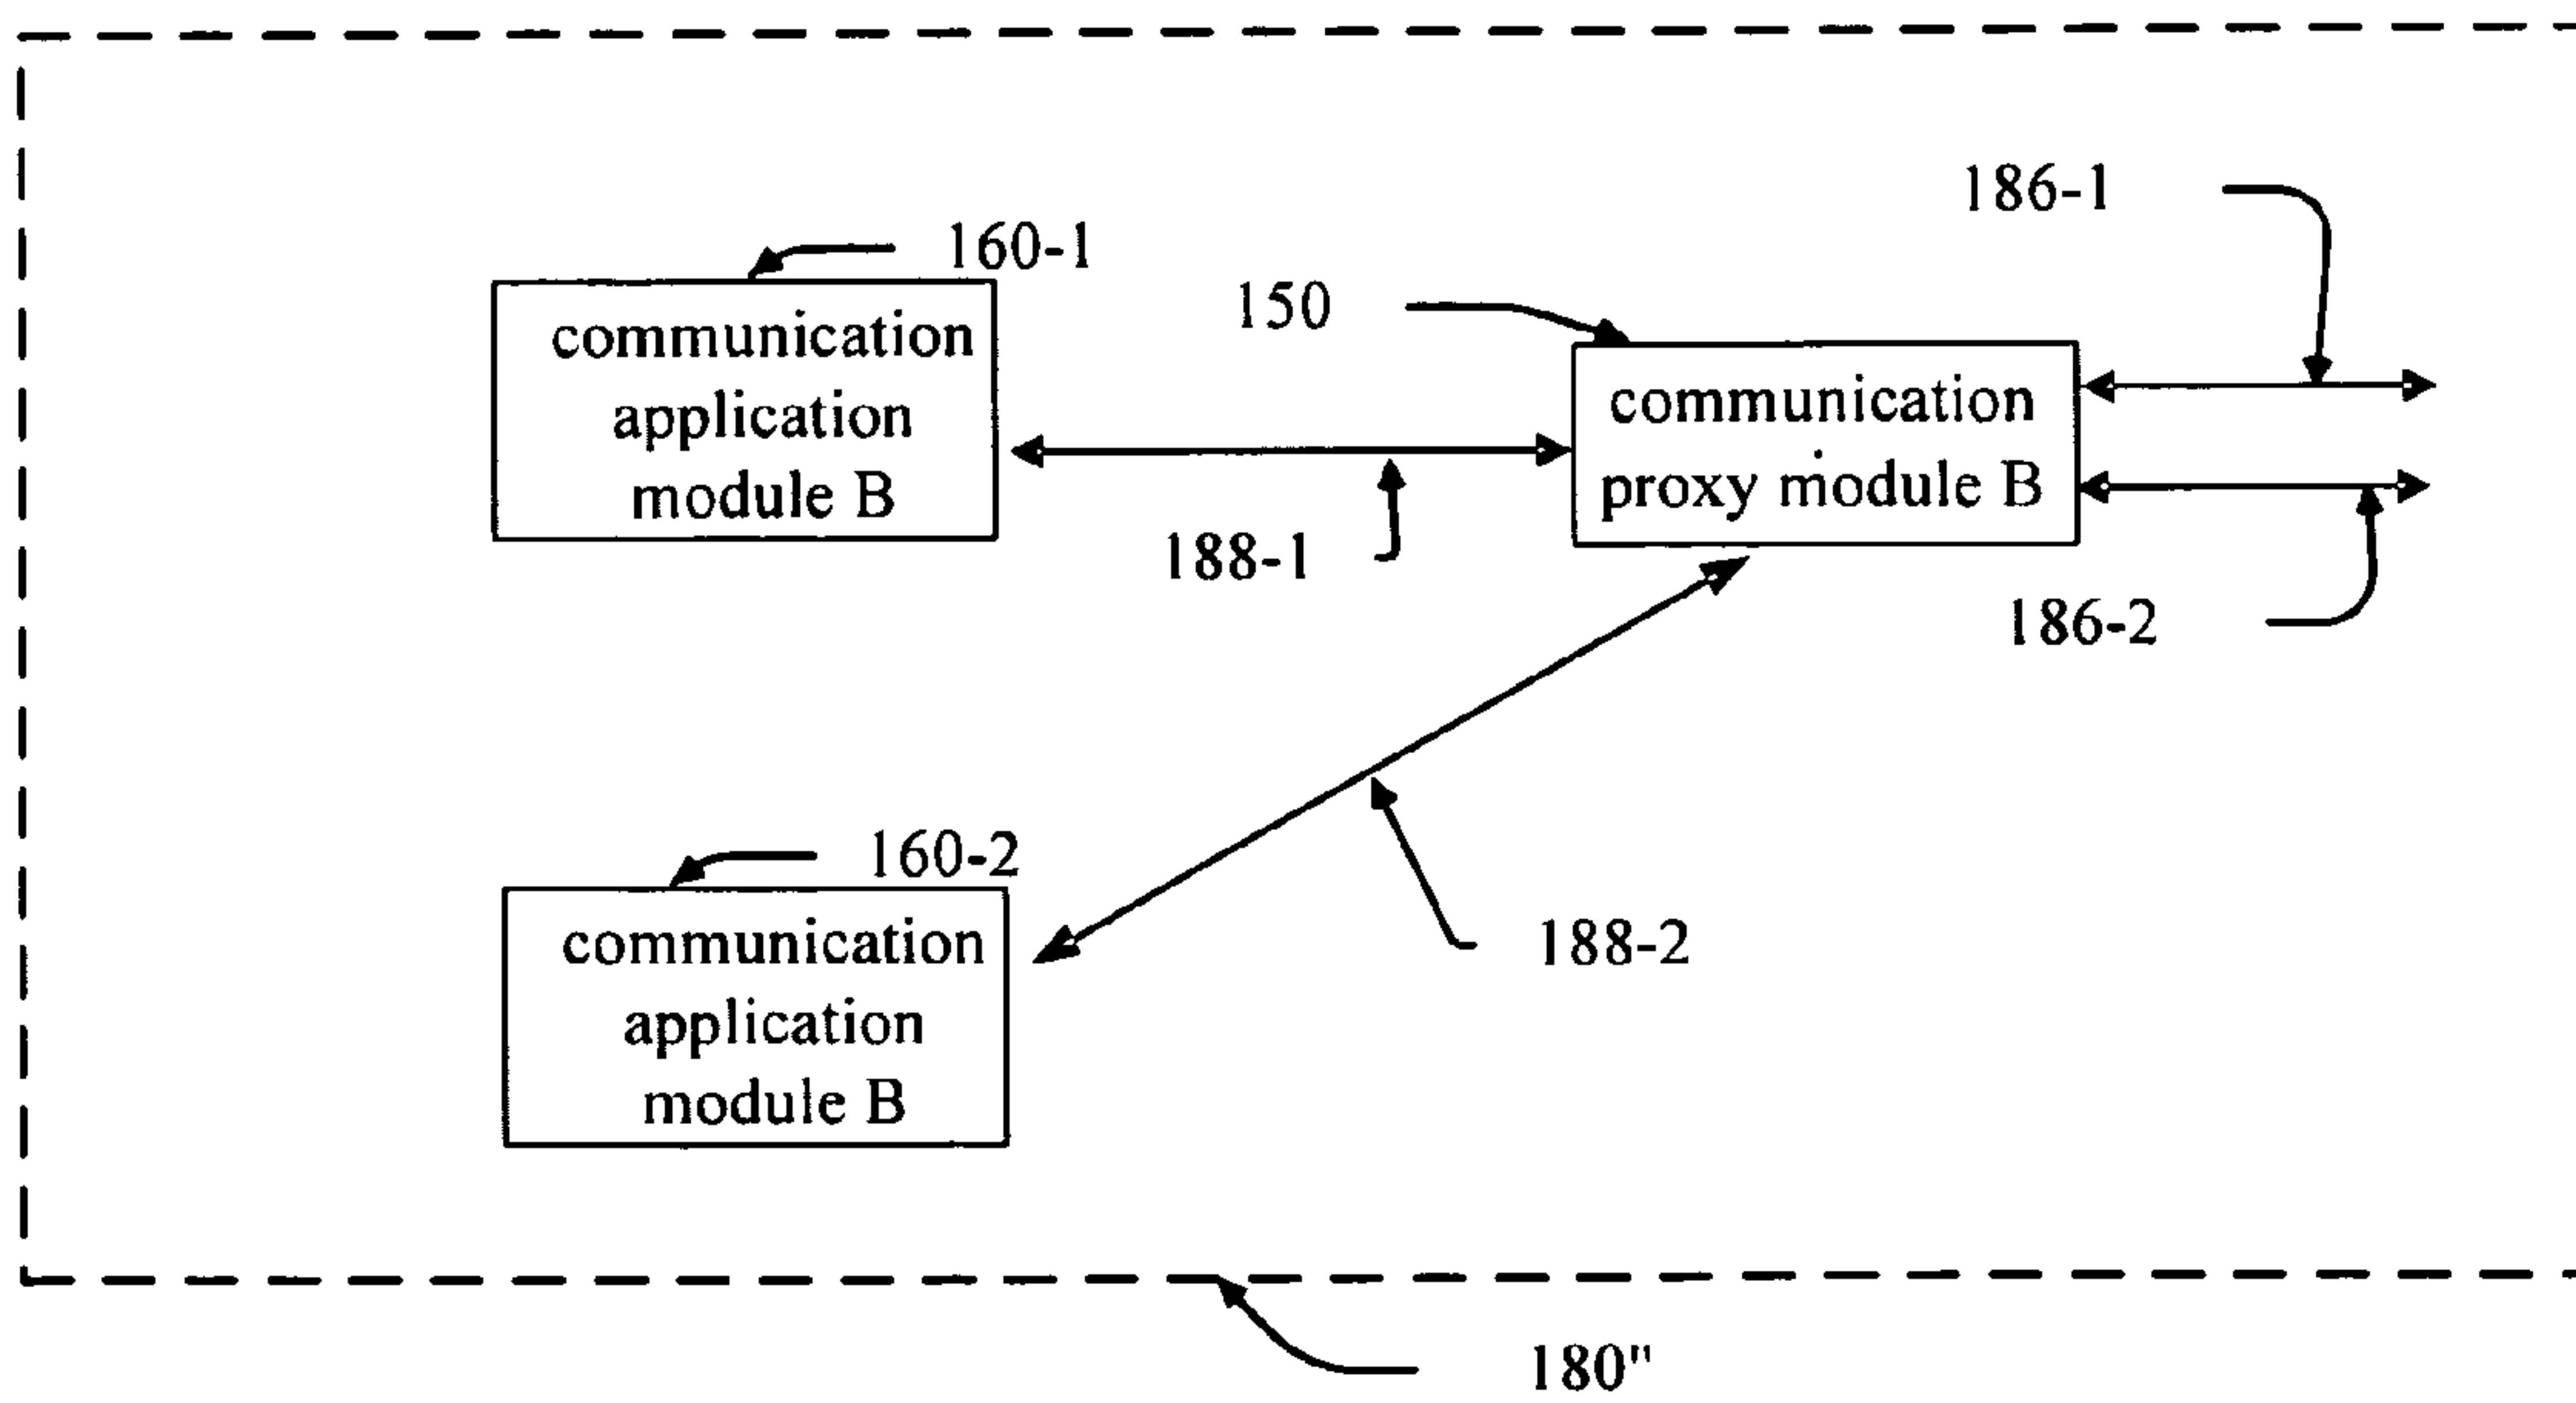 186-1
160-1
150
communication
application
module B
communication
proxy module B
188-1
186-2
160-2
communication
application
module B
188-2
180"